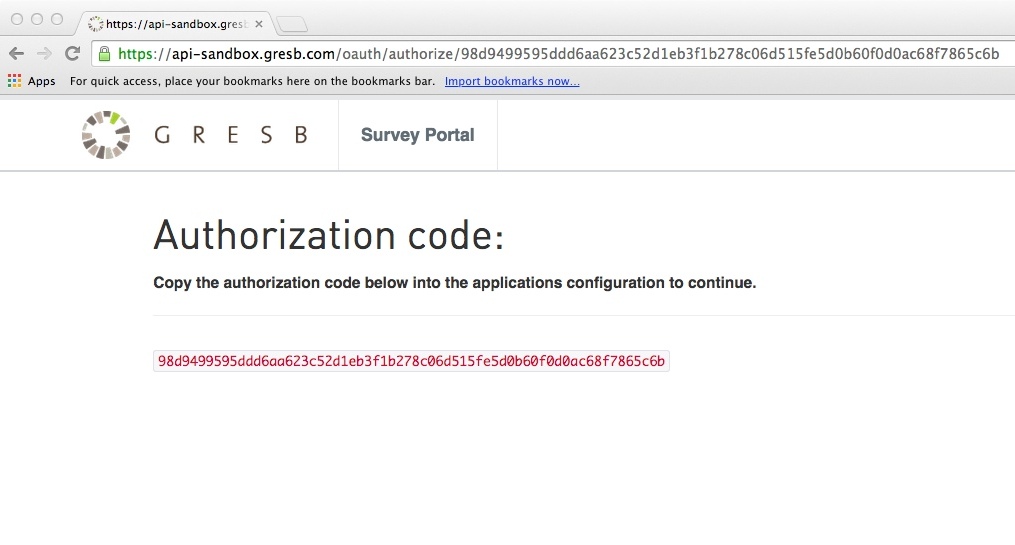 https://api-sandbox.gresb
https://api-sandbox.gresb.com/oauth/authorize/98d9499595ddd6aa623c52d1eb3f1b278c06d515fe5d0b60f0d0ac68f7865c6b
Apps For quick access, place your bookmarks here on the bookmarks bar. Import bookmarks now...
GRESB Survey Portal
Authorization code:
Copy the authorization code below into the applications configuration to continue.
98d9499595ddd6aa623c52d1eb3f1b278c06d515fe5d0b60f0d0ac68f7865c6b